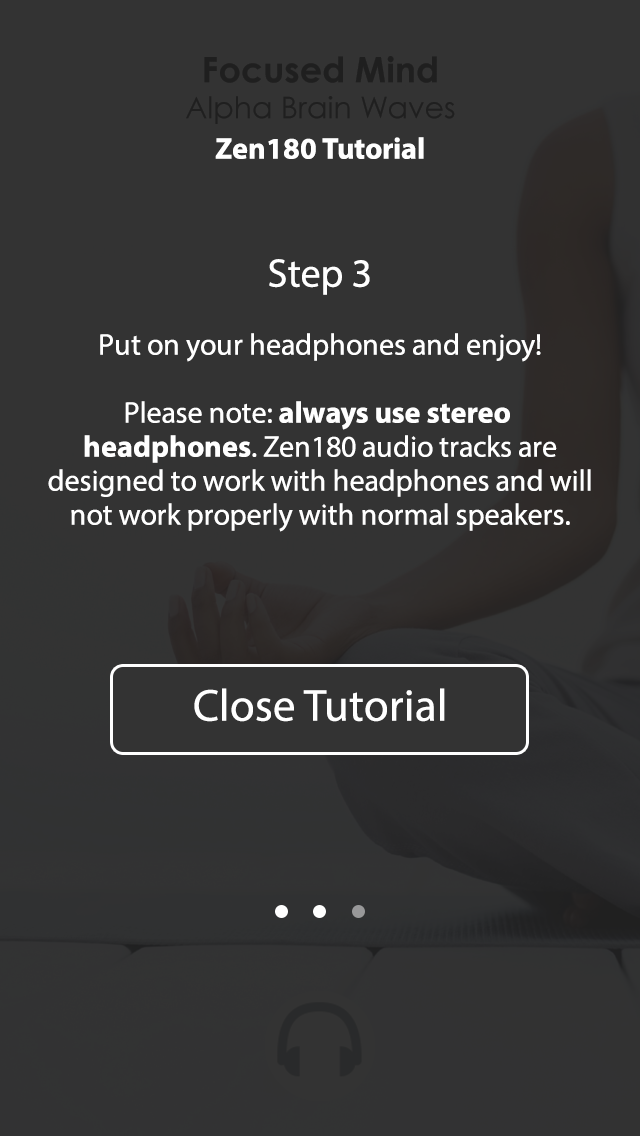 Focused Mind
Alpha Brain Waves
Zen180 Tutorial
Step 3
Put on your headphones and enjoy!
Please note: always use stereo
headphones. Zen180 audio tracks are
designed to work with headphones and will
not work properly with normal speakers.
Close Tutorial